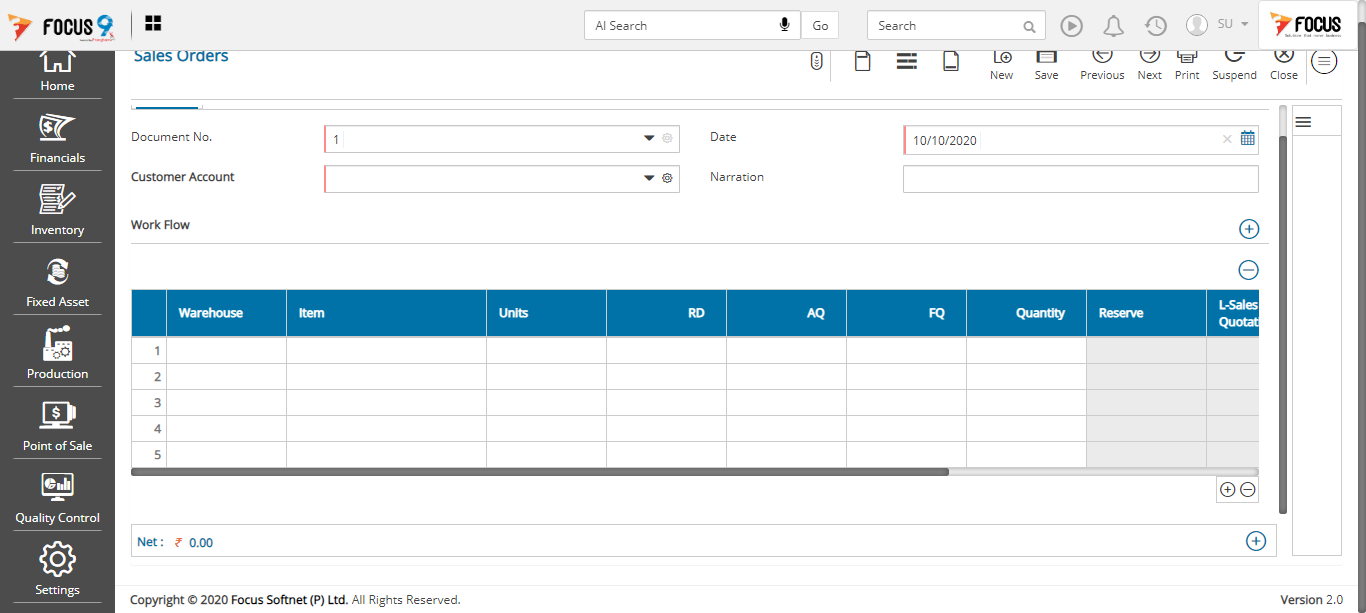 FOCUS 9
AI Search
Go
Search
SU
FOCUS
Sales Orders
New
Save
Previous
Next
Print
Suspend
Close
Home
Financials
Inventory
Fixed Asset
Production
Point of Sale
Quality Control
Settings
Document No.
1
Date
10/10/2020
Customer Account
Narration
Work Flow
Warehouse
Item
Units
RD
AQ
FQ
Quantity
Reserve
L-Sales
Quotat
1
2
3
4
5
Net : ₹ 0.00
Copyright © 2020 Focus Softnet (P) Ltd. All Rights Reserved.
Version 2.0